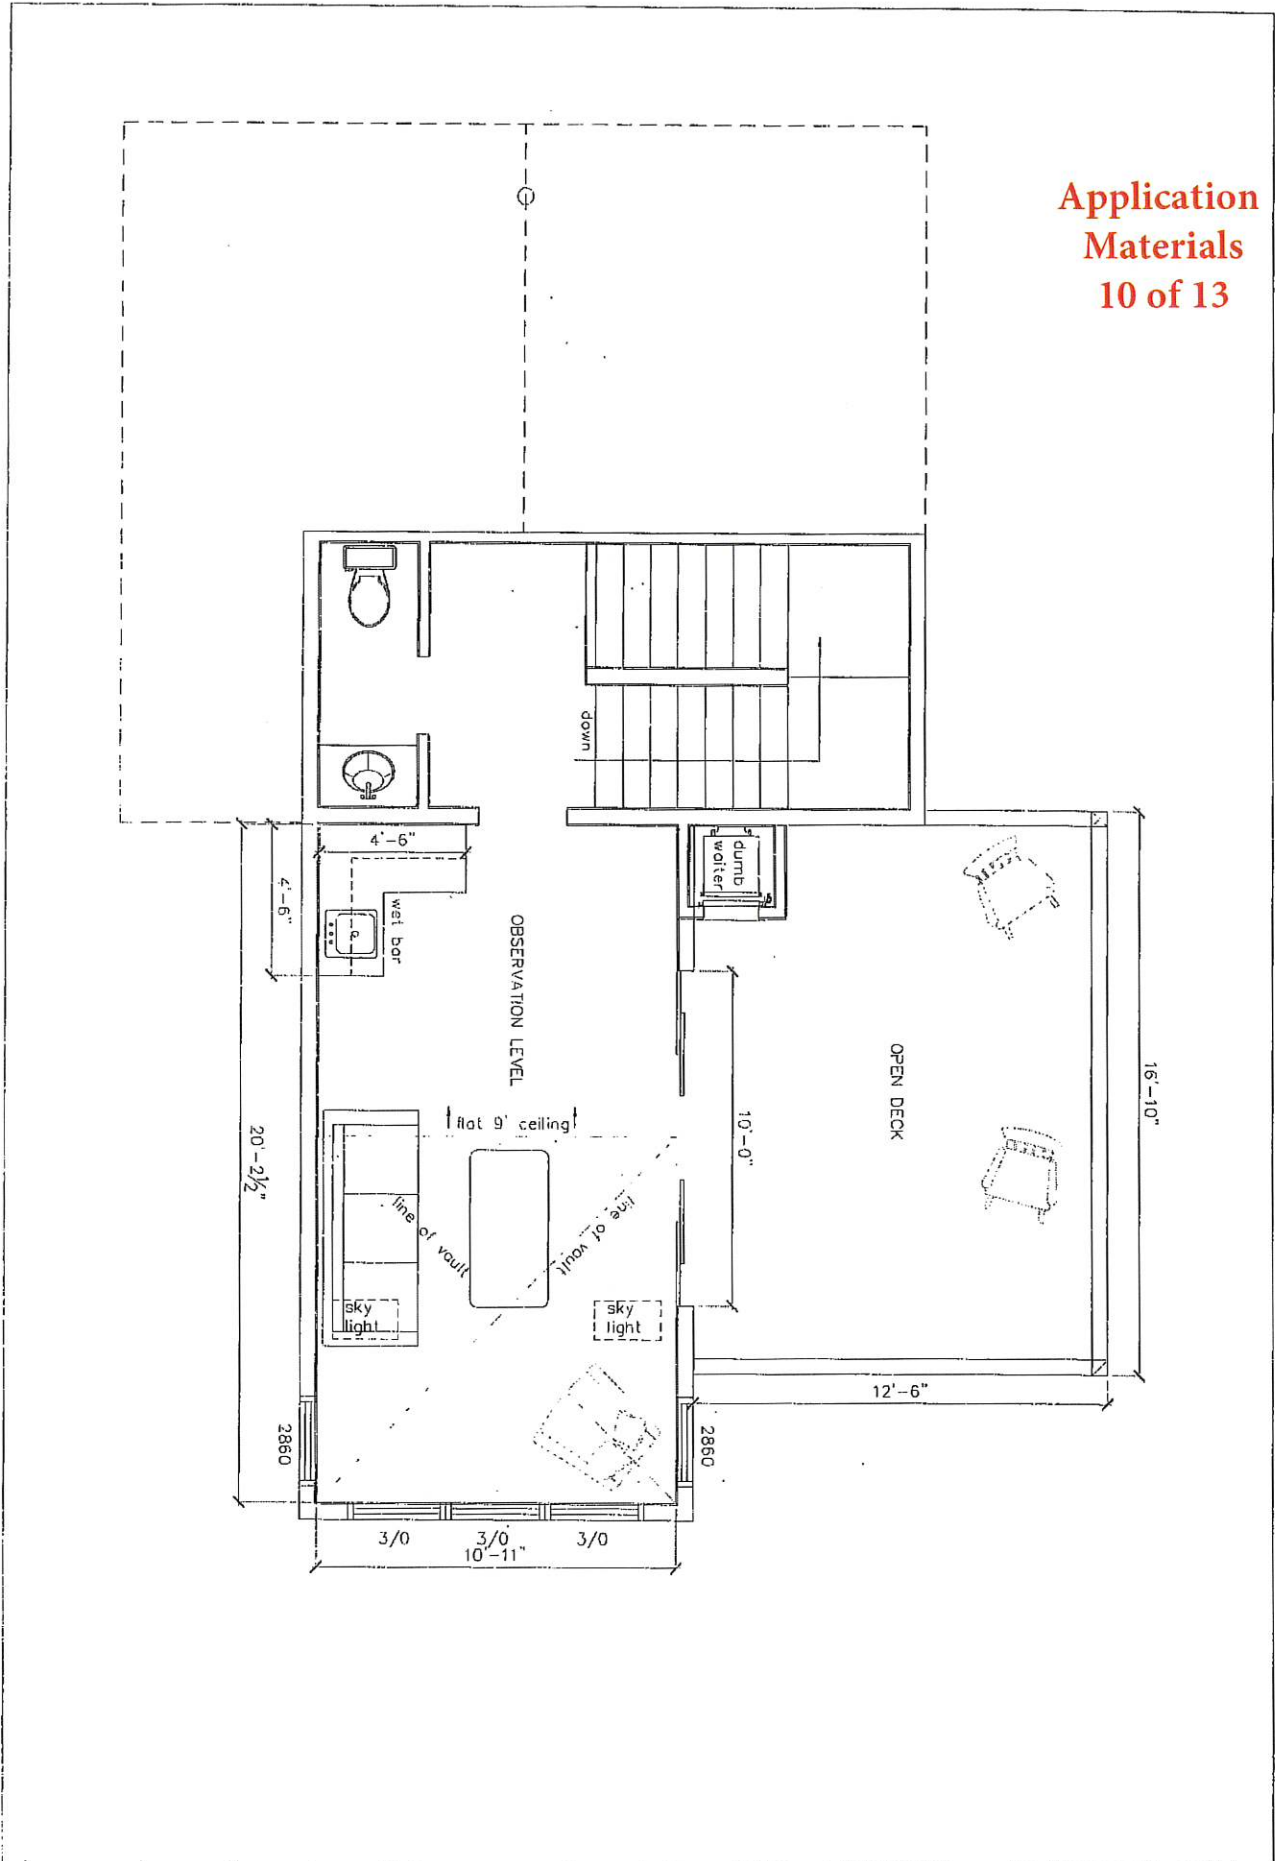 Application
Materials
10 of 13
down
4'-6"
4'-6"
wet bar
dumb
waiter
OBSERVATION LEVEL
OPEN DECK
16'-10"
10'-0"
20'-2½"
flat 9' ceiling
line of vault
line of vault
sky
light
sky
light
12'-6"
2860
2860
3/0
3/0
3/0
10'-11"